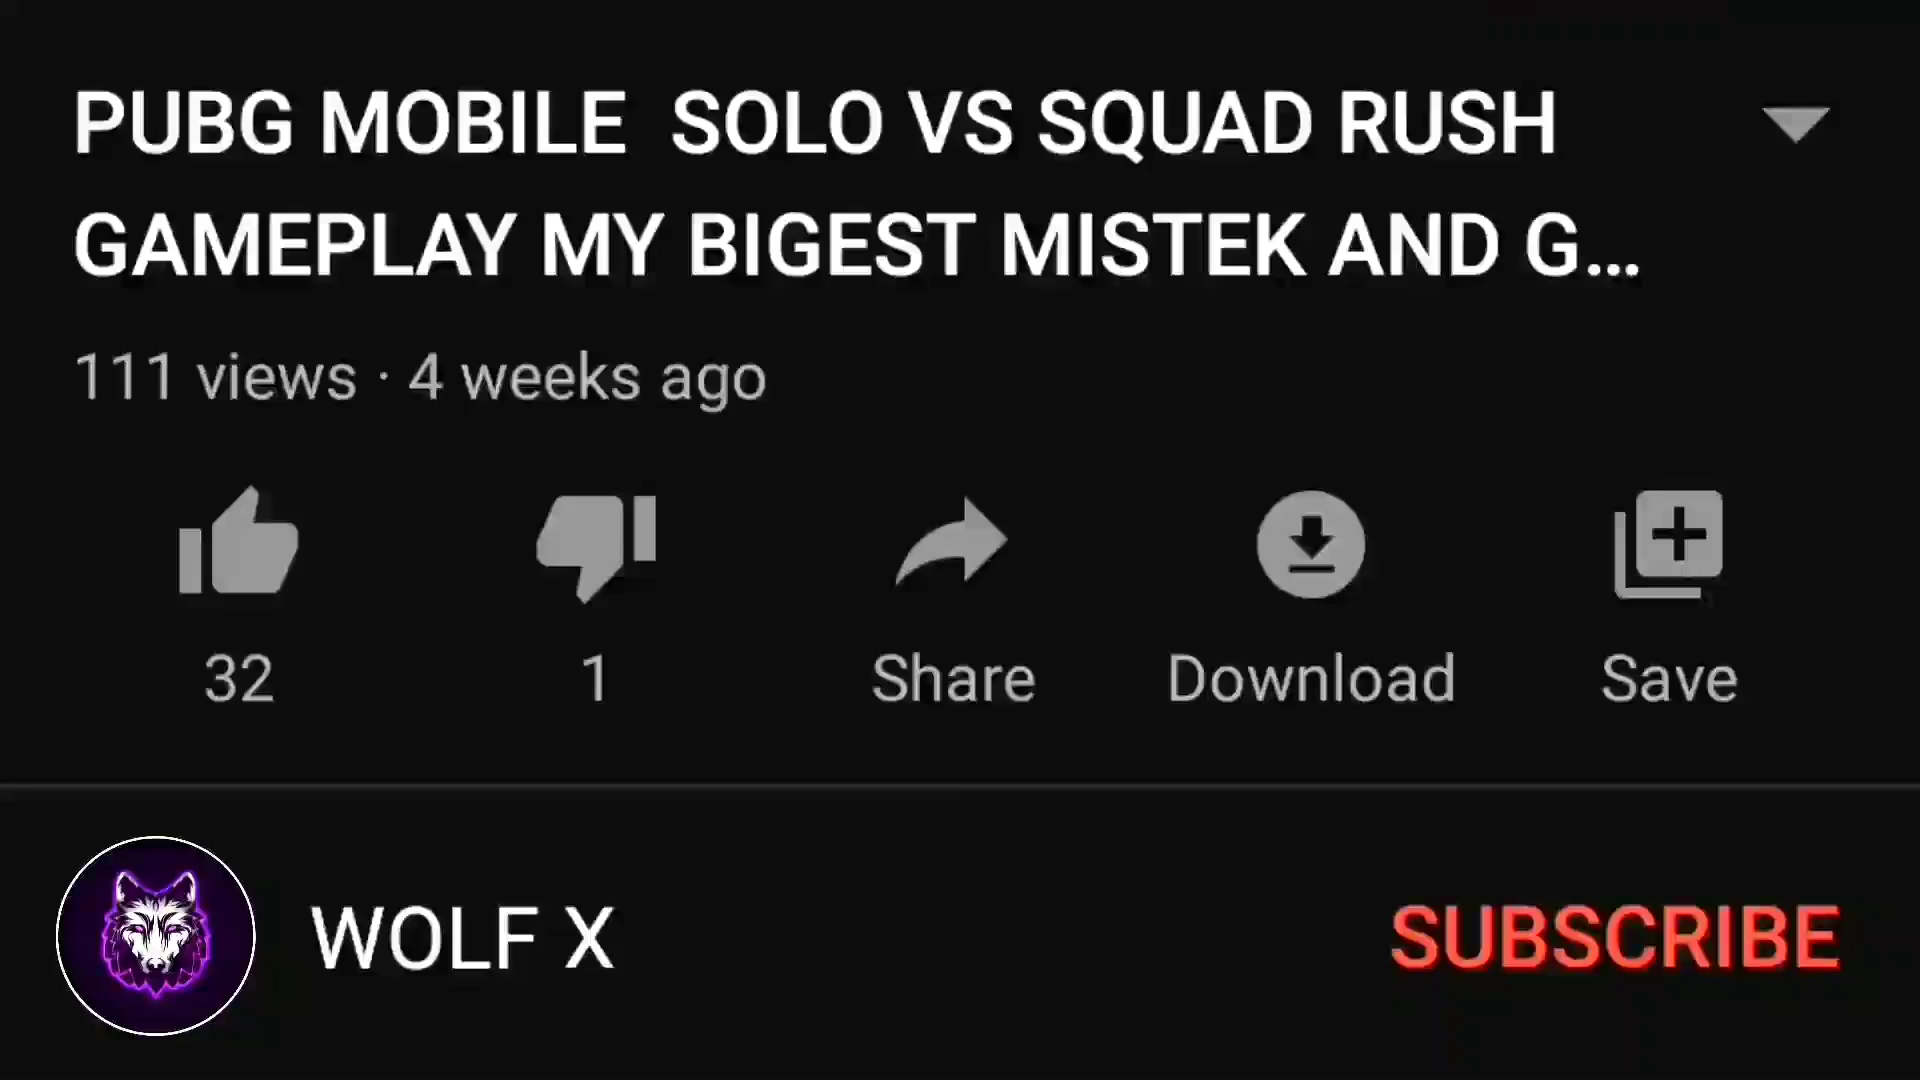 PUBG MOBILE  SOLO VS SQUAD RUSH
GAMEPLAY MY BIGEST MISTEK AND G...
111 views · 4 weeks ago
32
1
Share
Download
Save
WOLF X
SUBSCRIBE